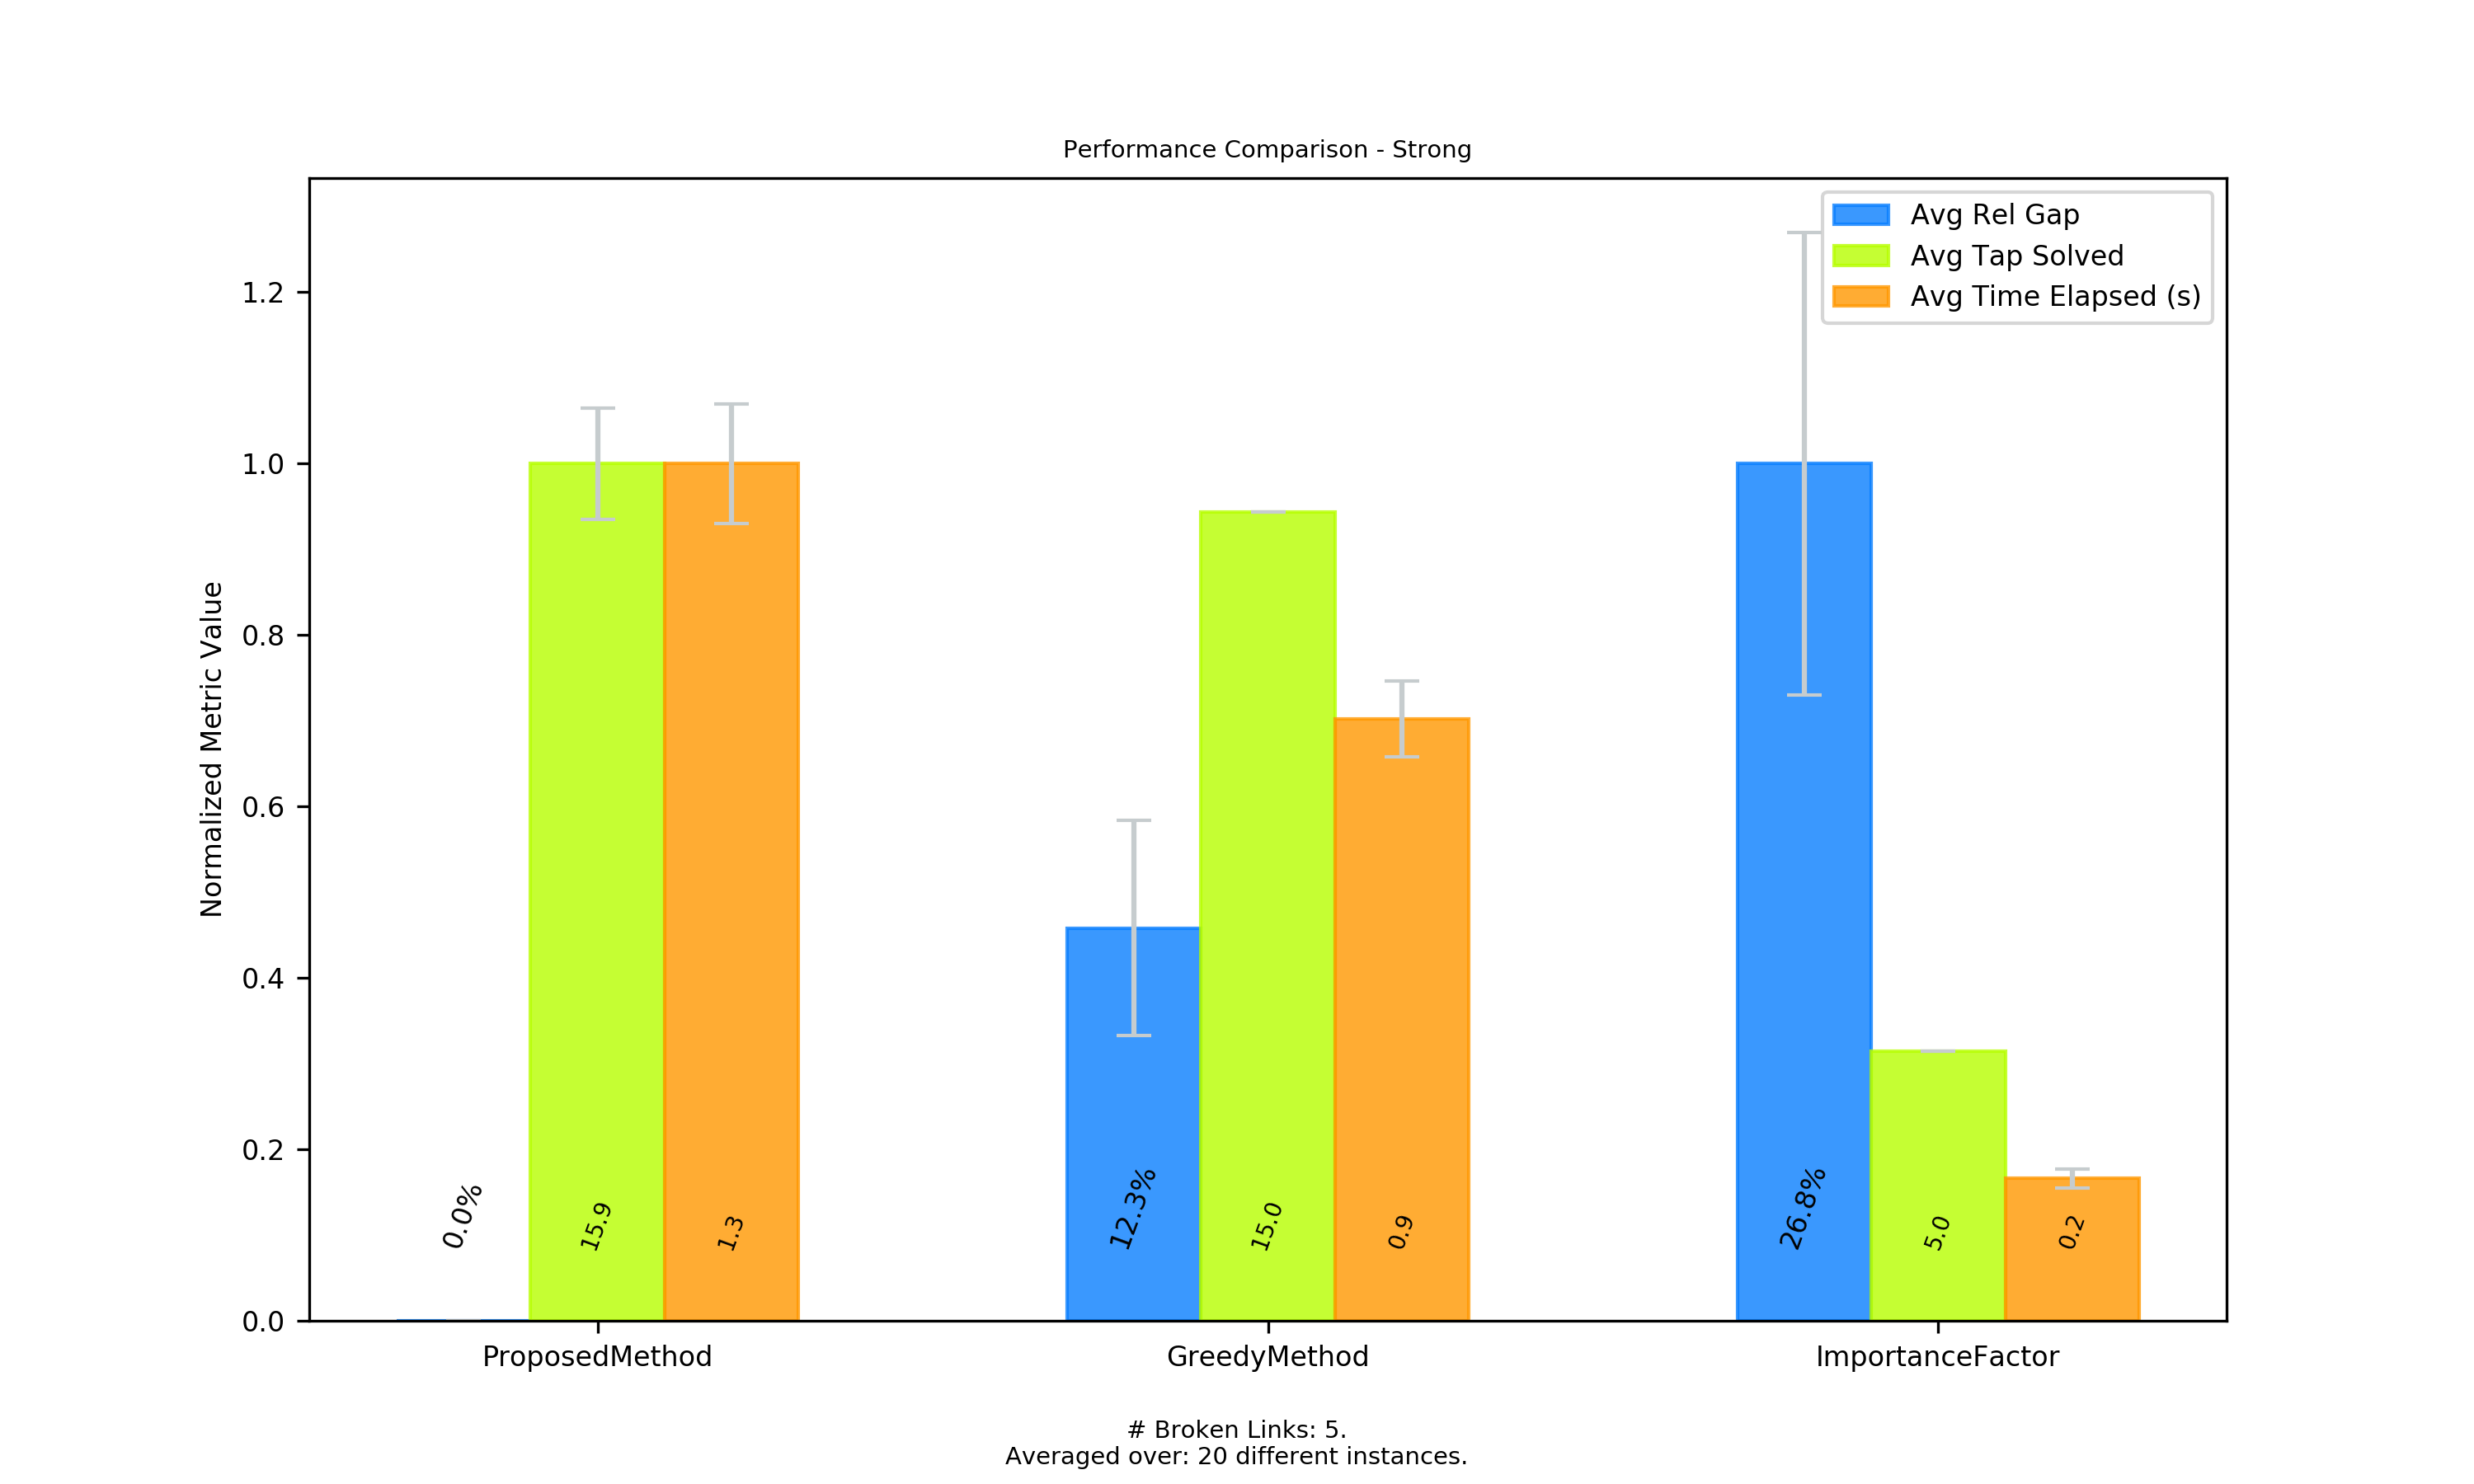 Performance Comparison - Strong
Avg Rel Gap
Avg Tap Solved
Avg Time Elapsed (s)
Normalized Metric Value
1.2
1.0
0.8
0.6
0.4
0.2
0.0
0.0%
15.9
1.3
12.3%
15.0
0.9
26.8%
5.0
0.2
ProposedMethod
GreedyMethod
ImportanceFactor
# Broken Links: 5.
Averaged over: 20 different instances.